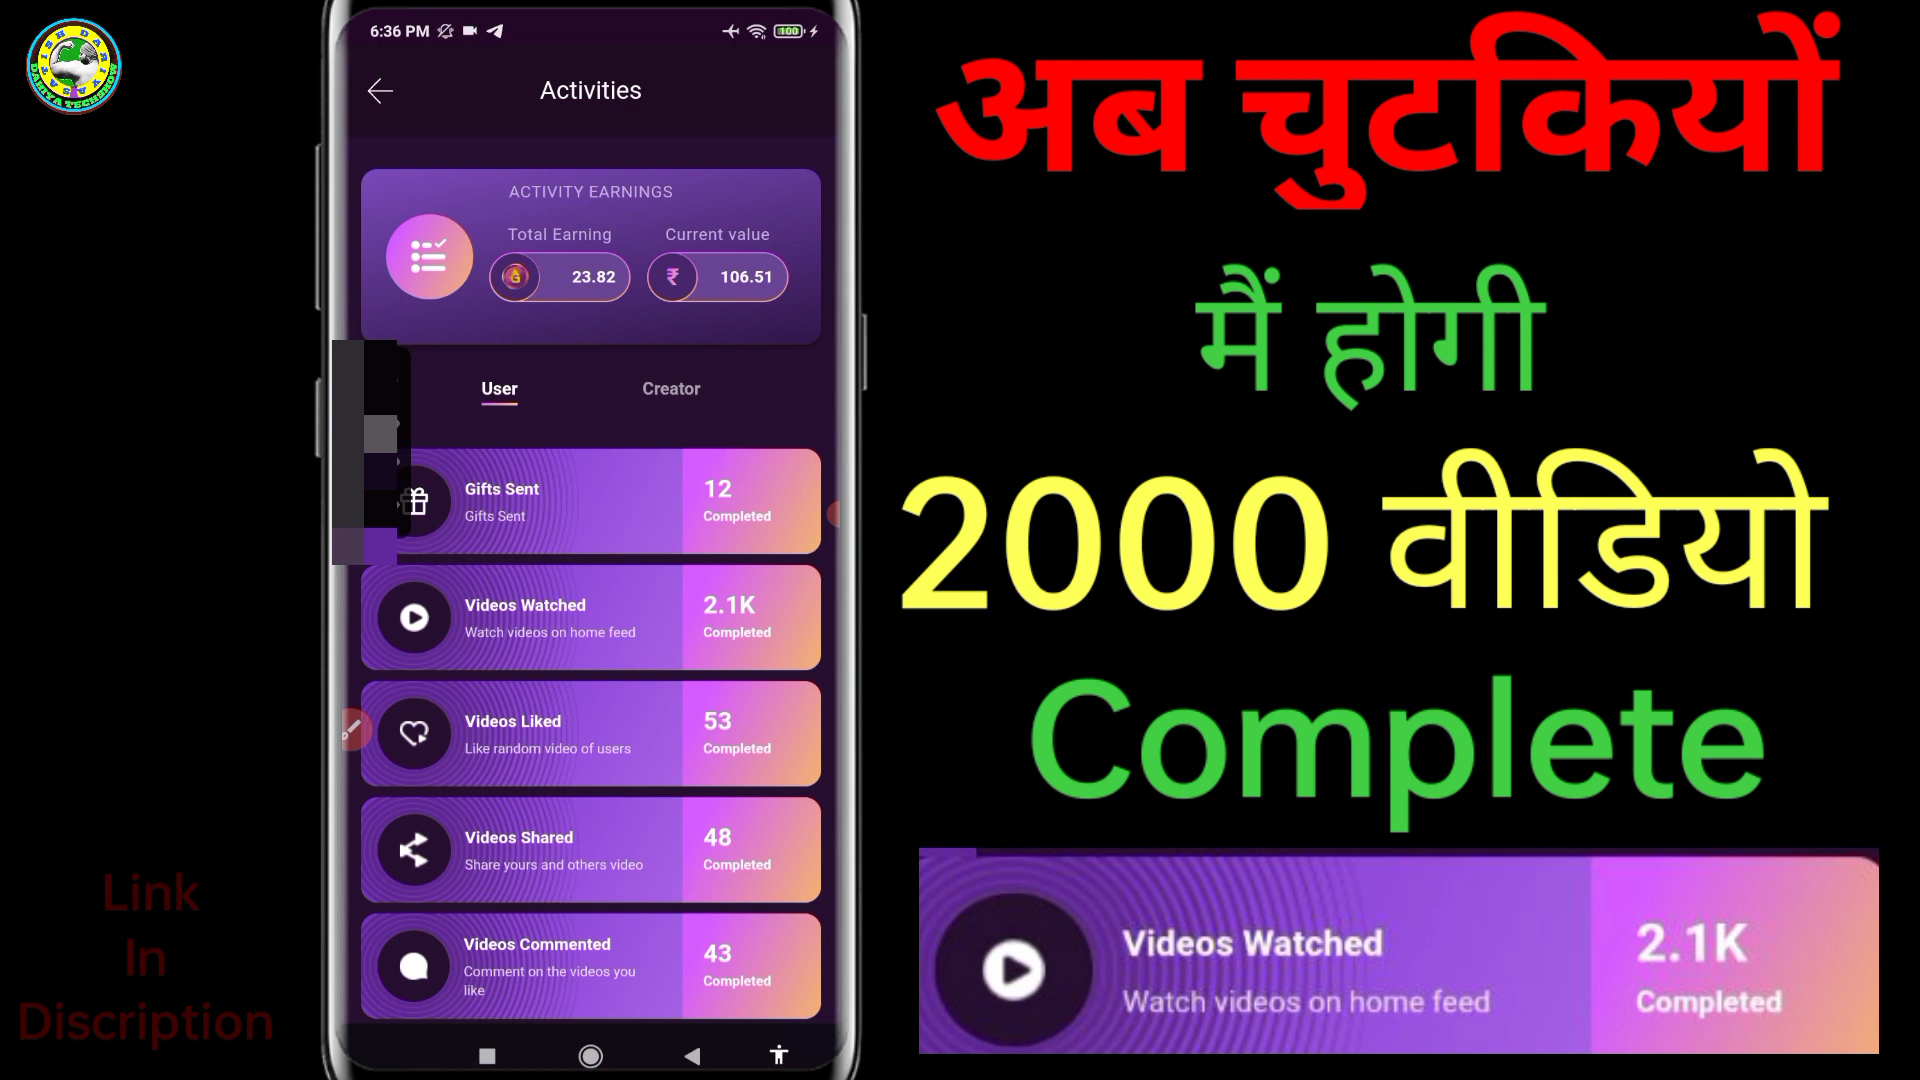 6:36 PM
100
Activities
ACTIVITY EARNINGS
Total Earning
Current value
G
23.82
₹
106.51
User
Creator
Gifts Sent
Gifts Sent
12
Completed
Videos Watched
Watch videos on home feed
2.1K
Completed
Videos Liked
Like random video of users
53
Completed
Videos Shared
Share yours and others video
48
Completed
Videos Commented
Comment on the videos you
like
43
Completed
अब चुटकियों
मैं होगी
2000 वीडियो
Complete
Videos Watched
Watch videos on home feed
2.1K
Completed
Link
In
Discription